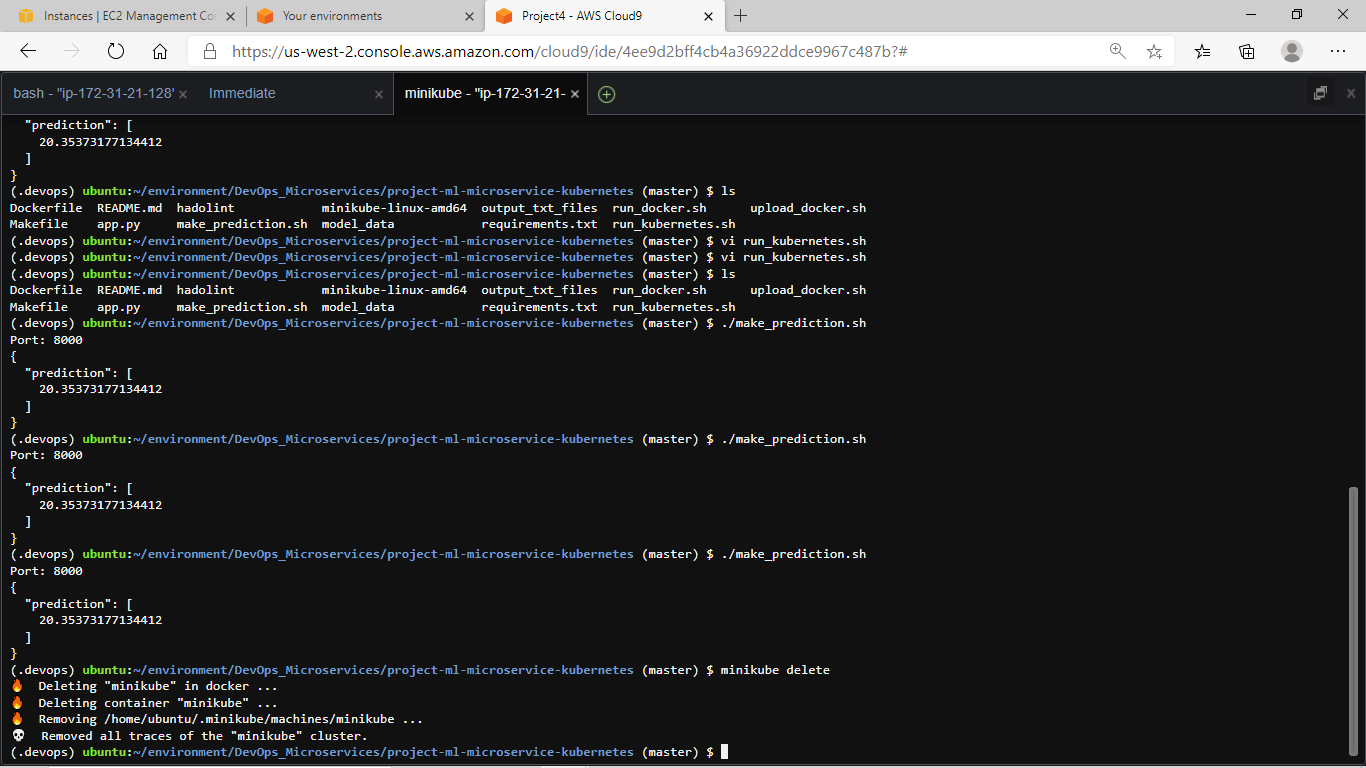 Instances | EC2 Management Co
Your environments
Project4 - AWS Cloud9
https://us-west-2.console.aws.amazon.com/cloud9/ide/4ee9d2bff4cb4a36922ddce9967c487b?#
bash - "ip-172-31-21-128'
Immediate
minikube - "ip-172-31-21-
"prediction": [
20.35373177134412
]
}
(.devops) ubuntu:~/environment/DevOps_Microservices/project-ml-microservice-kubernetes (master) $ ls
Dockerfile README.md hadolint minikube-linux-amd64 output_txt_files run_docker.sh upload_docker.sh
Makefile app.py make_prediction.sh model_data requirements.txt run_kubernetes.sh
(.devops) ubuntu:~/environment/DevOps_Microservices/project-ml-microservice-kubernetes (master) $ vi run_kubernetes.sh
(.devops) ubuntu:~/environment/DevOps_Microservices/project-ml-microservice-kubernetes (master) $ vi run_kubernetes.sh
(.devops) ubuntu:~/environment/DevOps_Microservices/project-ml-microservice-kubernetes (master) $ ls
Dockerfile README.md hadolint minikube-linux-amd64 output_txt_files run_docker.sh upload_docker.sh
Makefile app.py make_prediction.sh model_data requirements.txt run_kubernetes.sh
(.devops) ubuntu:~/environment/DevOps_Microservices/project-ml-microservice-kubernetes (master) $ ./make_prediction.sh
Port: 8000
{
"prediction": [
20.35373177134412
]
}
(.devops) ubuntu:~/environment/DevOps_Microservices/project-ml-microservice-kubernetes (master) $ ./make_prediction.sh
Port: 8000
{
"prediction": [
20.35373177134412
]
}
(.devops) ubuntu:~/environment/DevOps_Microservices/project-ml-microservice-kubernetes (master) $ ./make_prediction.sh
Port: 8000
{
"prediction": [
20.35373177134412
]
}
(.devops) ubuntu:~/environment/DevOps_Microservices/project-ml-microservice-kubernetes (master) $ minikube delete
🔥 Deleting "minikube" in docker ...
🔥 Deleting container "minikube" ...
🔥 Removing /home/ubuntu/.minikube/machines/minikube ...
💀 Removed all traces of the "minikube" cluster.
(.devops) ubuntu:~/environment/DevOps_Microservices/project-ml-microservice-kubernetes (master) $